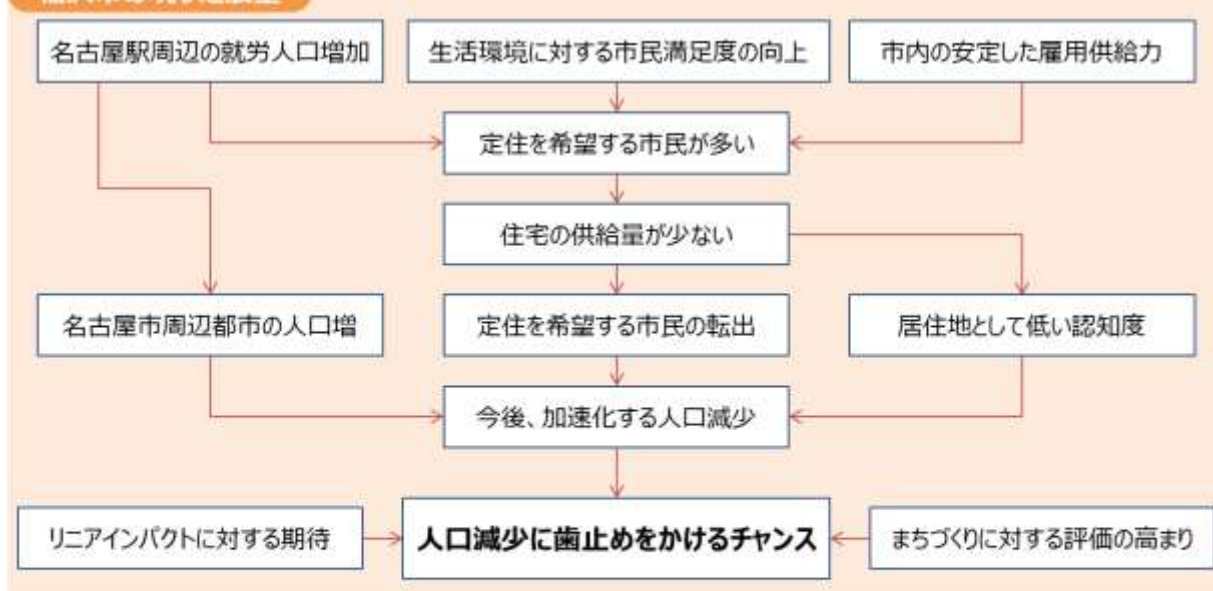 名古屋駅周辺の就労人口増加
生活環境に対する市民満足度の向上
市内の安定した雇用供給力
定住を希望する市民が多い
住宅の供給量が少ない
名古屋市周辺都市の人口増
定住を希望する市民の転出
居住地として低い認知度
今後、加速化する人口減少
リニアインパクトに対する期待
人口減少に歯止めをかけるチャンス
まちづくりに対する評価の高まり